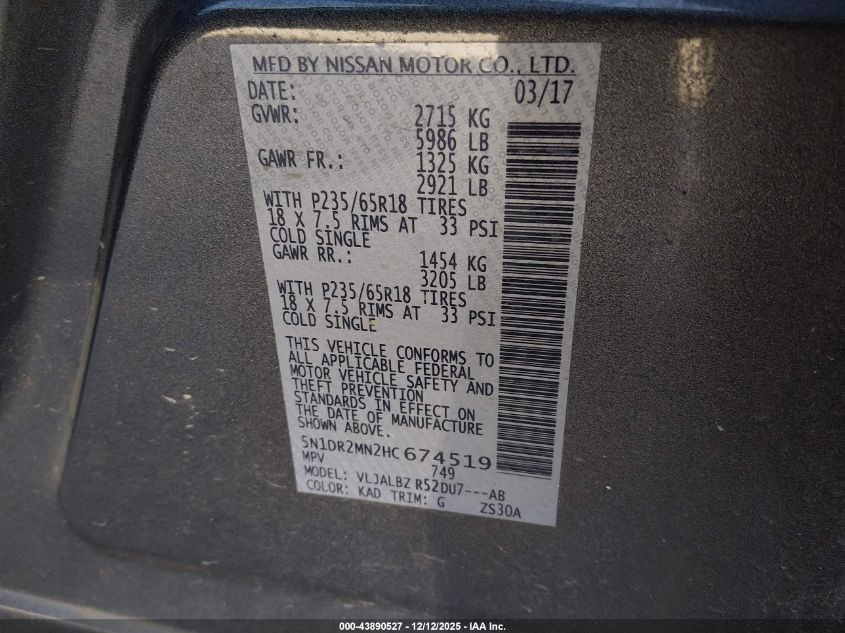 MFD BY NISSAN MOTOR CO., LTD.
DATE: 03/17
GVWR: 2715 KG
5986 LB
GAWR FR.: 1325 KG
2921 LB
WITH P235/65R18 TIRES
18 X 7.5 RIMS AT 33 PSI
COLD SINGLE
GAWR RR.: 1454 KG
3205 LB
WITH P235/65R18 TIRES
18 X 7.5 RIMS AT 33 PSI
COLD SINGLE
THIS VEHICLE CONFORMS TO
ALL APPLICABLE FEDERAL
MOTOR VEHICLE SAFETY AND
THEFT PREVENTION
STANDARDS IN EFFECT ON
THE DATE OF MANUFACTURE
SHOWN ABOVE.
5N1DR2MN2HC674519
MPV 749
MODEL: VLJALBZ R52DU7---AB
COLOR: KAD TRIM: G ZS30A
000-43890527 - 12/12/2025 - IAA Inc.